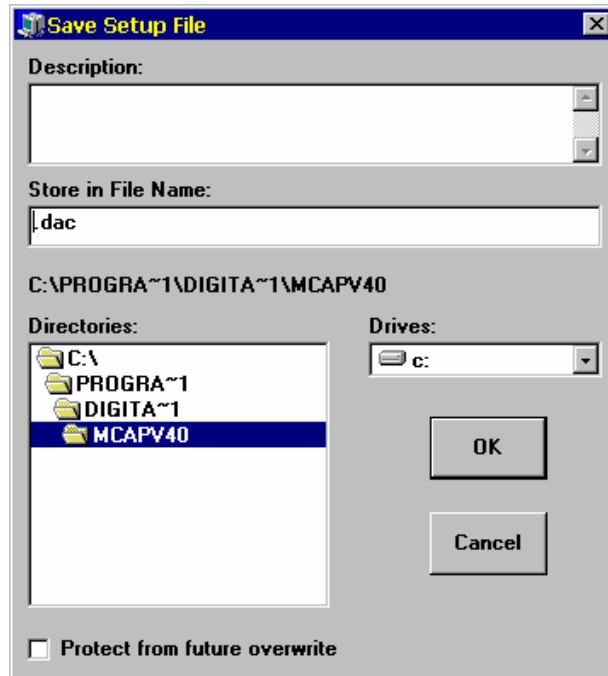 Save Setup File
Description:
Store in File Name:
.dac
C:\PROGRA~1\DIGITA~1\MCAPV40
Directories:
Drives:
C:\
PROGRA~1
DIGITA~1
MCAPV40
c:
OK
Cancel
Protect from future overwrite